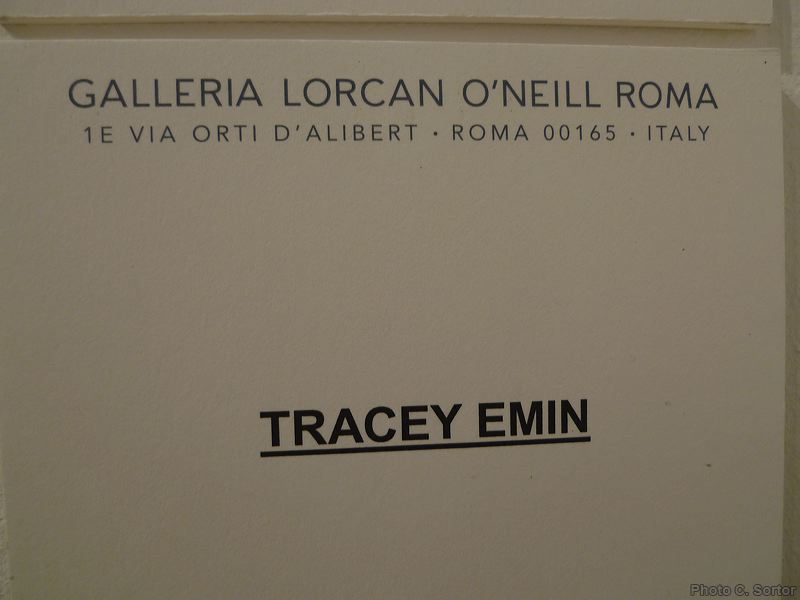 GALLERIA LORCAN O'NEILL ROMA
1E VIA ORTI D'ALIBERT · ROMA 00165 · ITALY
TRACEY EMIN
Photo C. Sortor